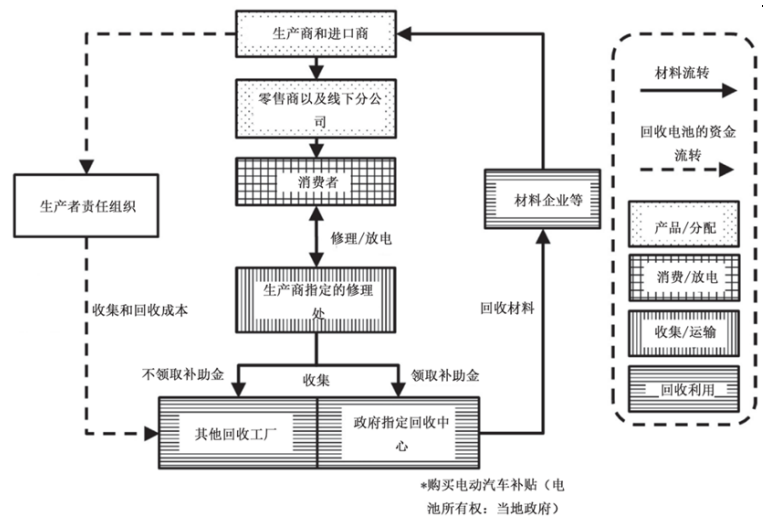 生产商和进口商
零售商以及线下分公
司
消费者
修理/放电
生产商指定的修理
处
不领取补助金
收集
领取补助金
其他回收工厂
政府指定回收中
心
*购买电动汽车补贴（电
池所有权：当地政府）
生产者责任组织
收集和回收成本
材料企业等
回收材料
材料流转
回收电池的资金
流转
产品/分配
消费/放电
收集/运输
回收利用